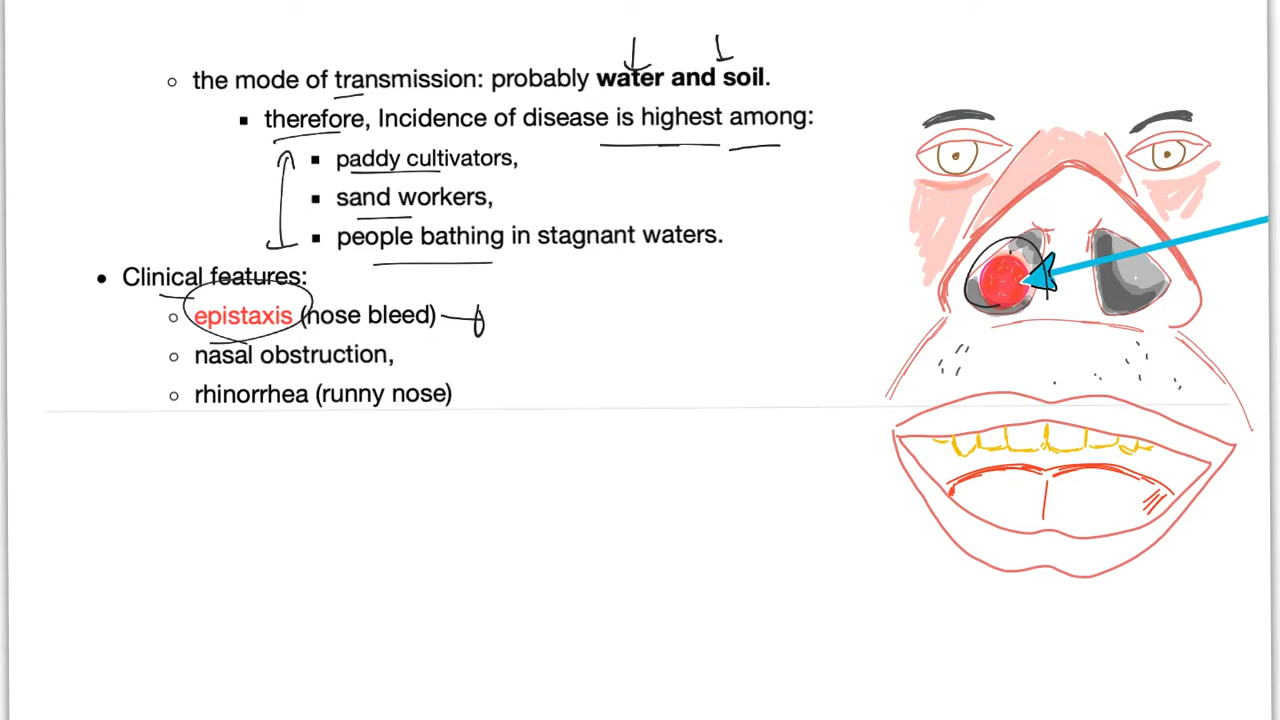 the mode of transmission: probably water and soil.
therefore, Incidence of disease is highest among:
paddy cultivators,
sand workers,
people bathing in stagnant waters.
Clinical features:
epistaxis (nose bleed)
nasal obstruction,
rhinorrhea (runny nose)